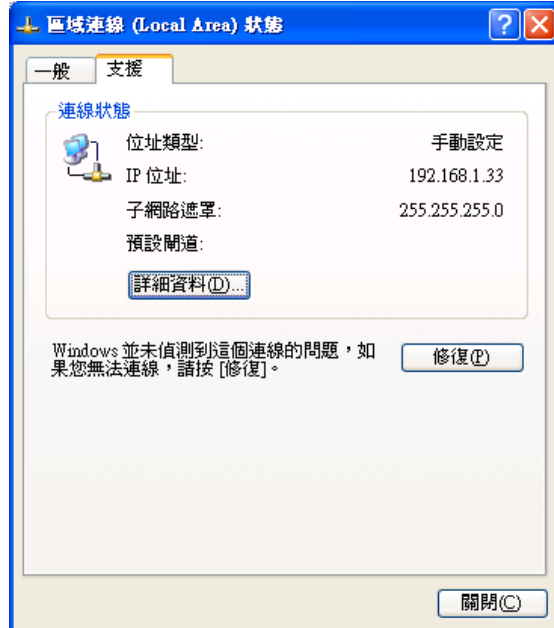 區域連線 (Local Area) 狀態
一般 支援
連線狀態
位址類型: 手動設定
IP 位址: 192.168.1.33
子網路遮罩: 255.255.255.0
預設閘道:
詳細資料(D)...
Windows 並未偵測到這個連線的問題，如
果您無法連線，請按 [修復]。
修復(P)
關閉(C)